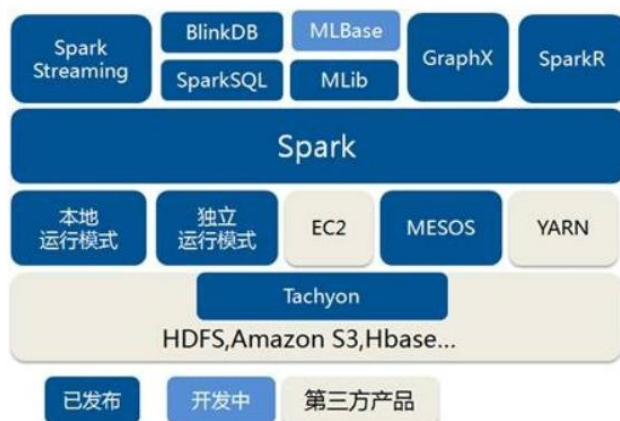 Spark
Streaming
BlinkDB
MLBase
GraphX
SparkR
SparkSQL
MLib
Spark
本地
运行模式
独立
运行模式
EC2
MESOS
YARN
Tachyon
HDFS,Amazon S3,Hbase...
已发布
开发中
第三方产品